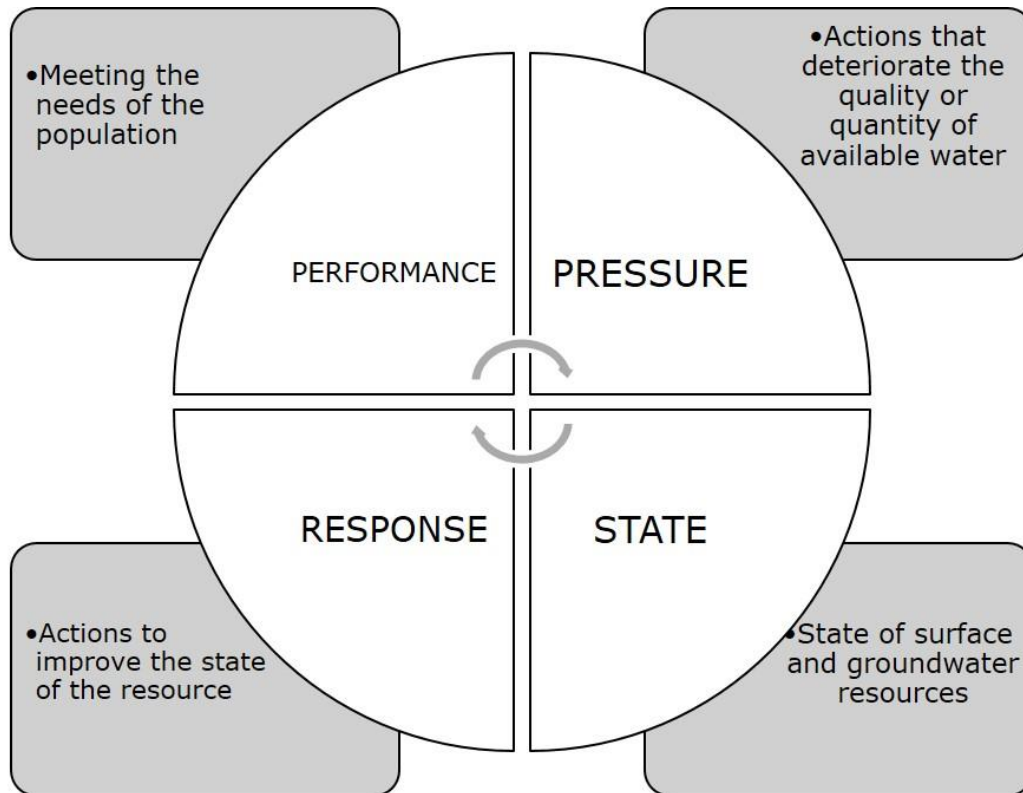 •Meeting the
needs of the
population
•Actions that
deteriorate the
quality or
quantity of
available water
PERFORMANCE
PRESSURE
RESPONSE
STATE
•Actions to
improve the state
of the resource
•State of surface
and groundwater
resources